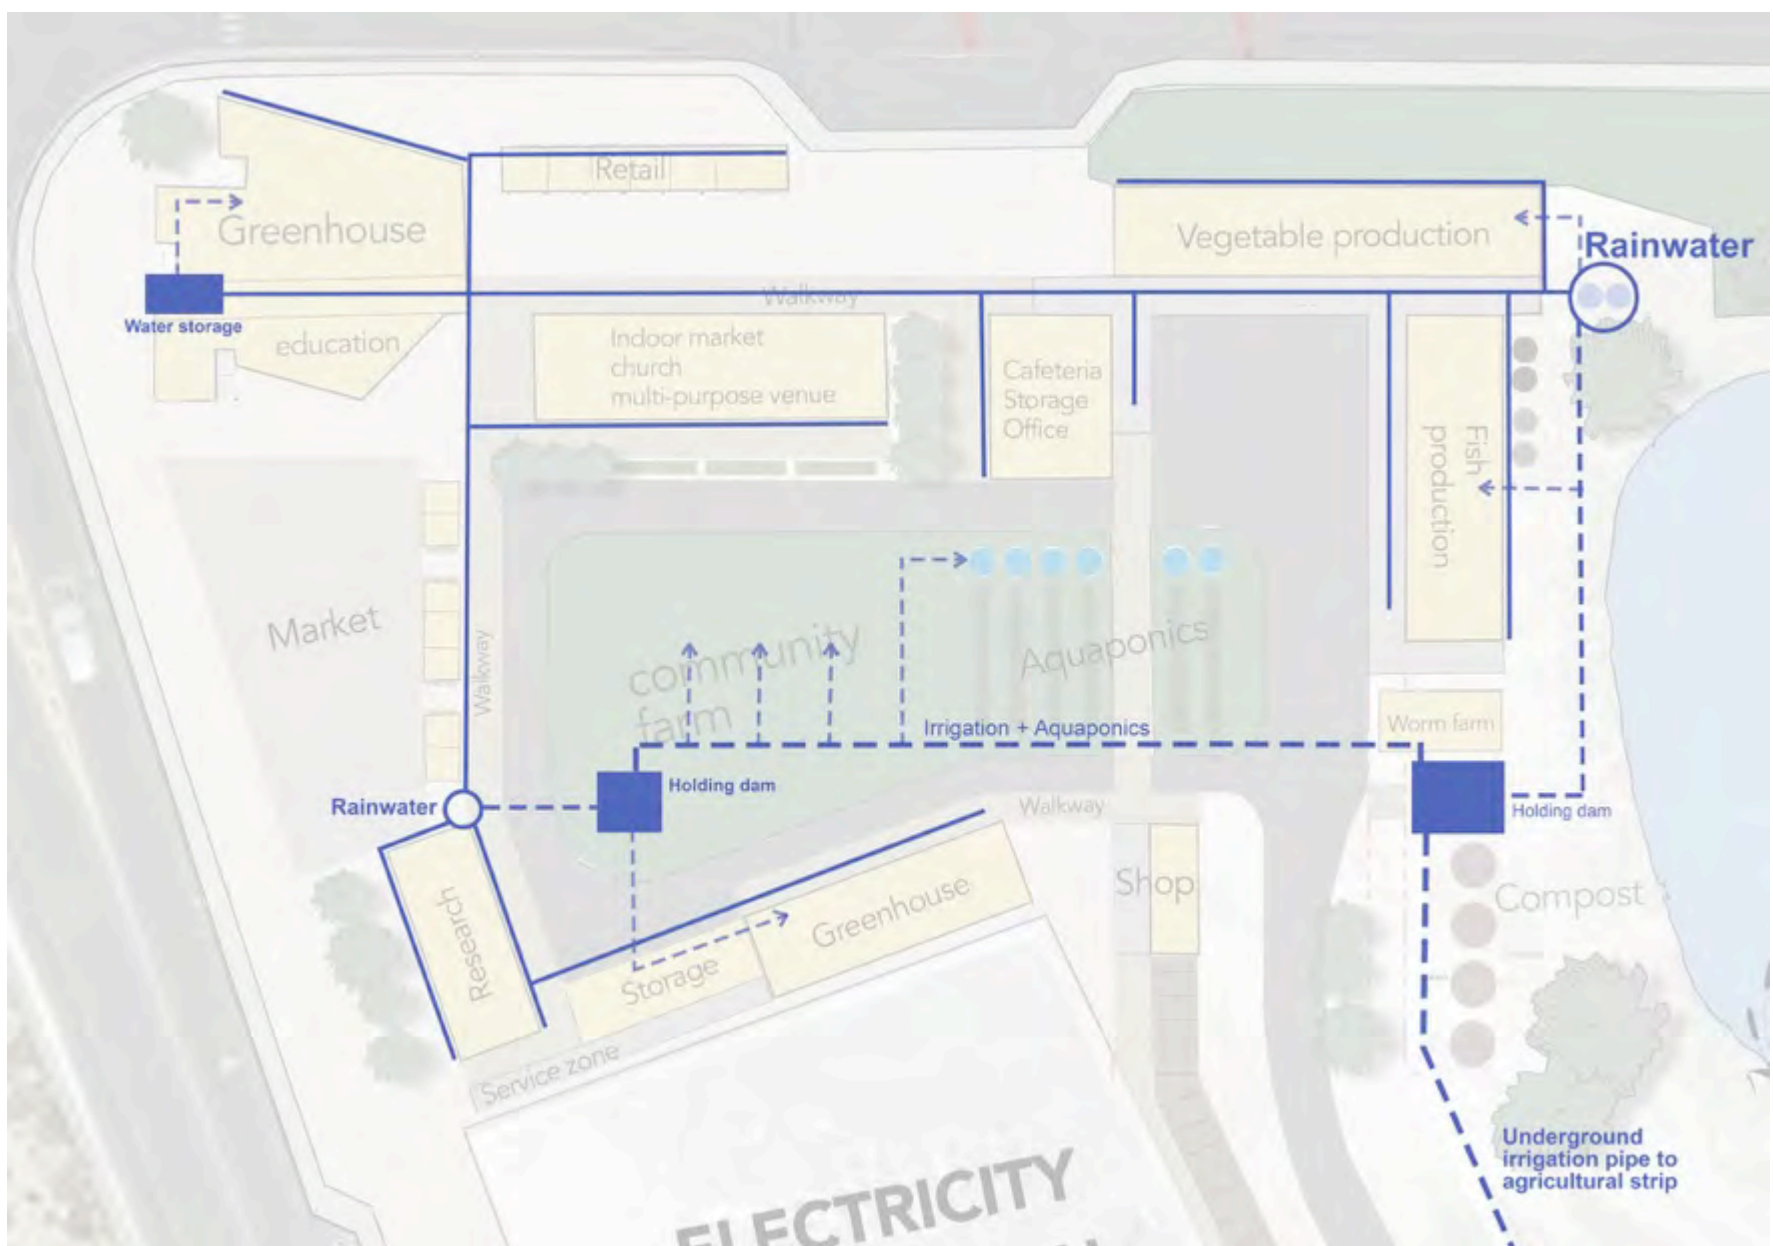 Retail
Greenhouse
Vegetable production
Rainwater
Walkway
Water storage
education
Indoor market
church
multi-purpose venue
Cafeteria
Storage
Office
Fish
production
Market
Walkway
community
farm
Aquaponics
Irrigation + Aquaponics
Worm farm
Holding dam
Rainwater
Walkway
Holding dam
Research
Storage
Greenhouse
Shop
Compost
Service zone
Underground
irrigation pipe to
agricultural strip
ELECTRICITY